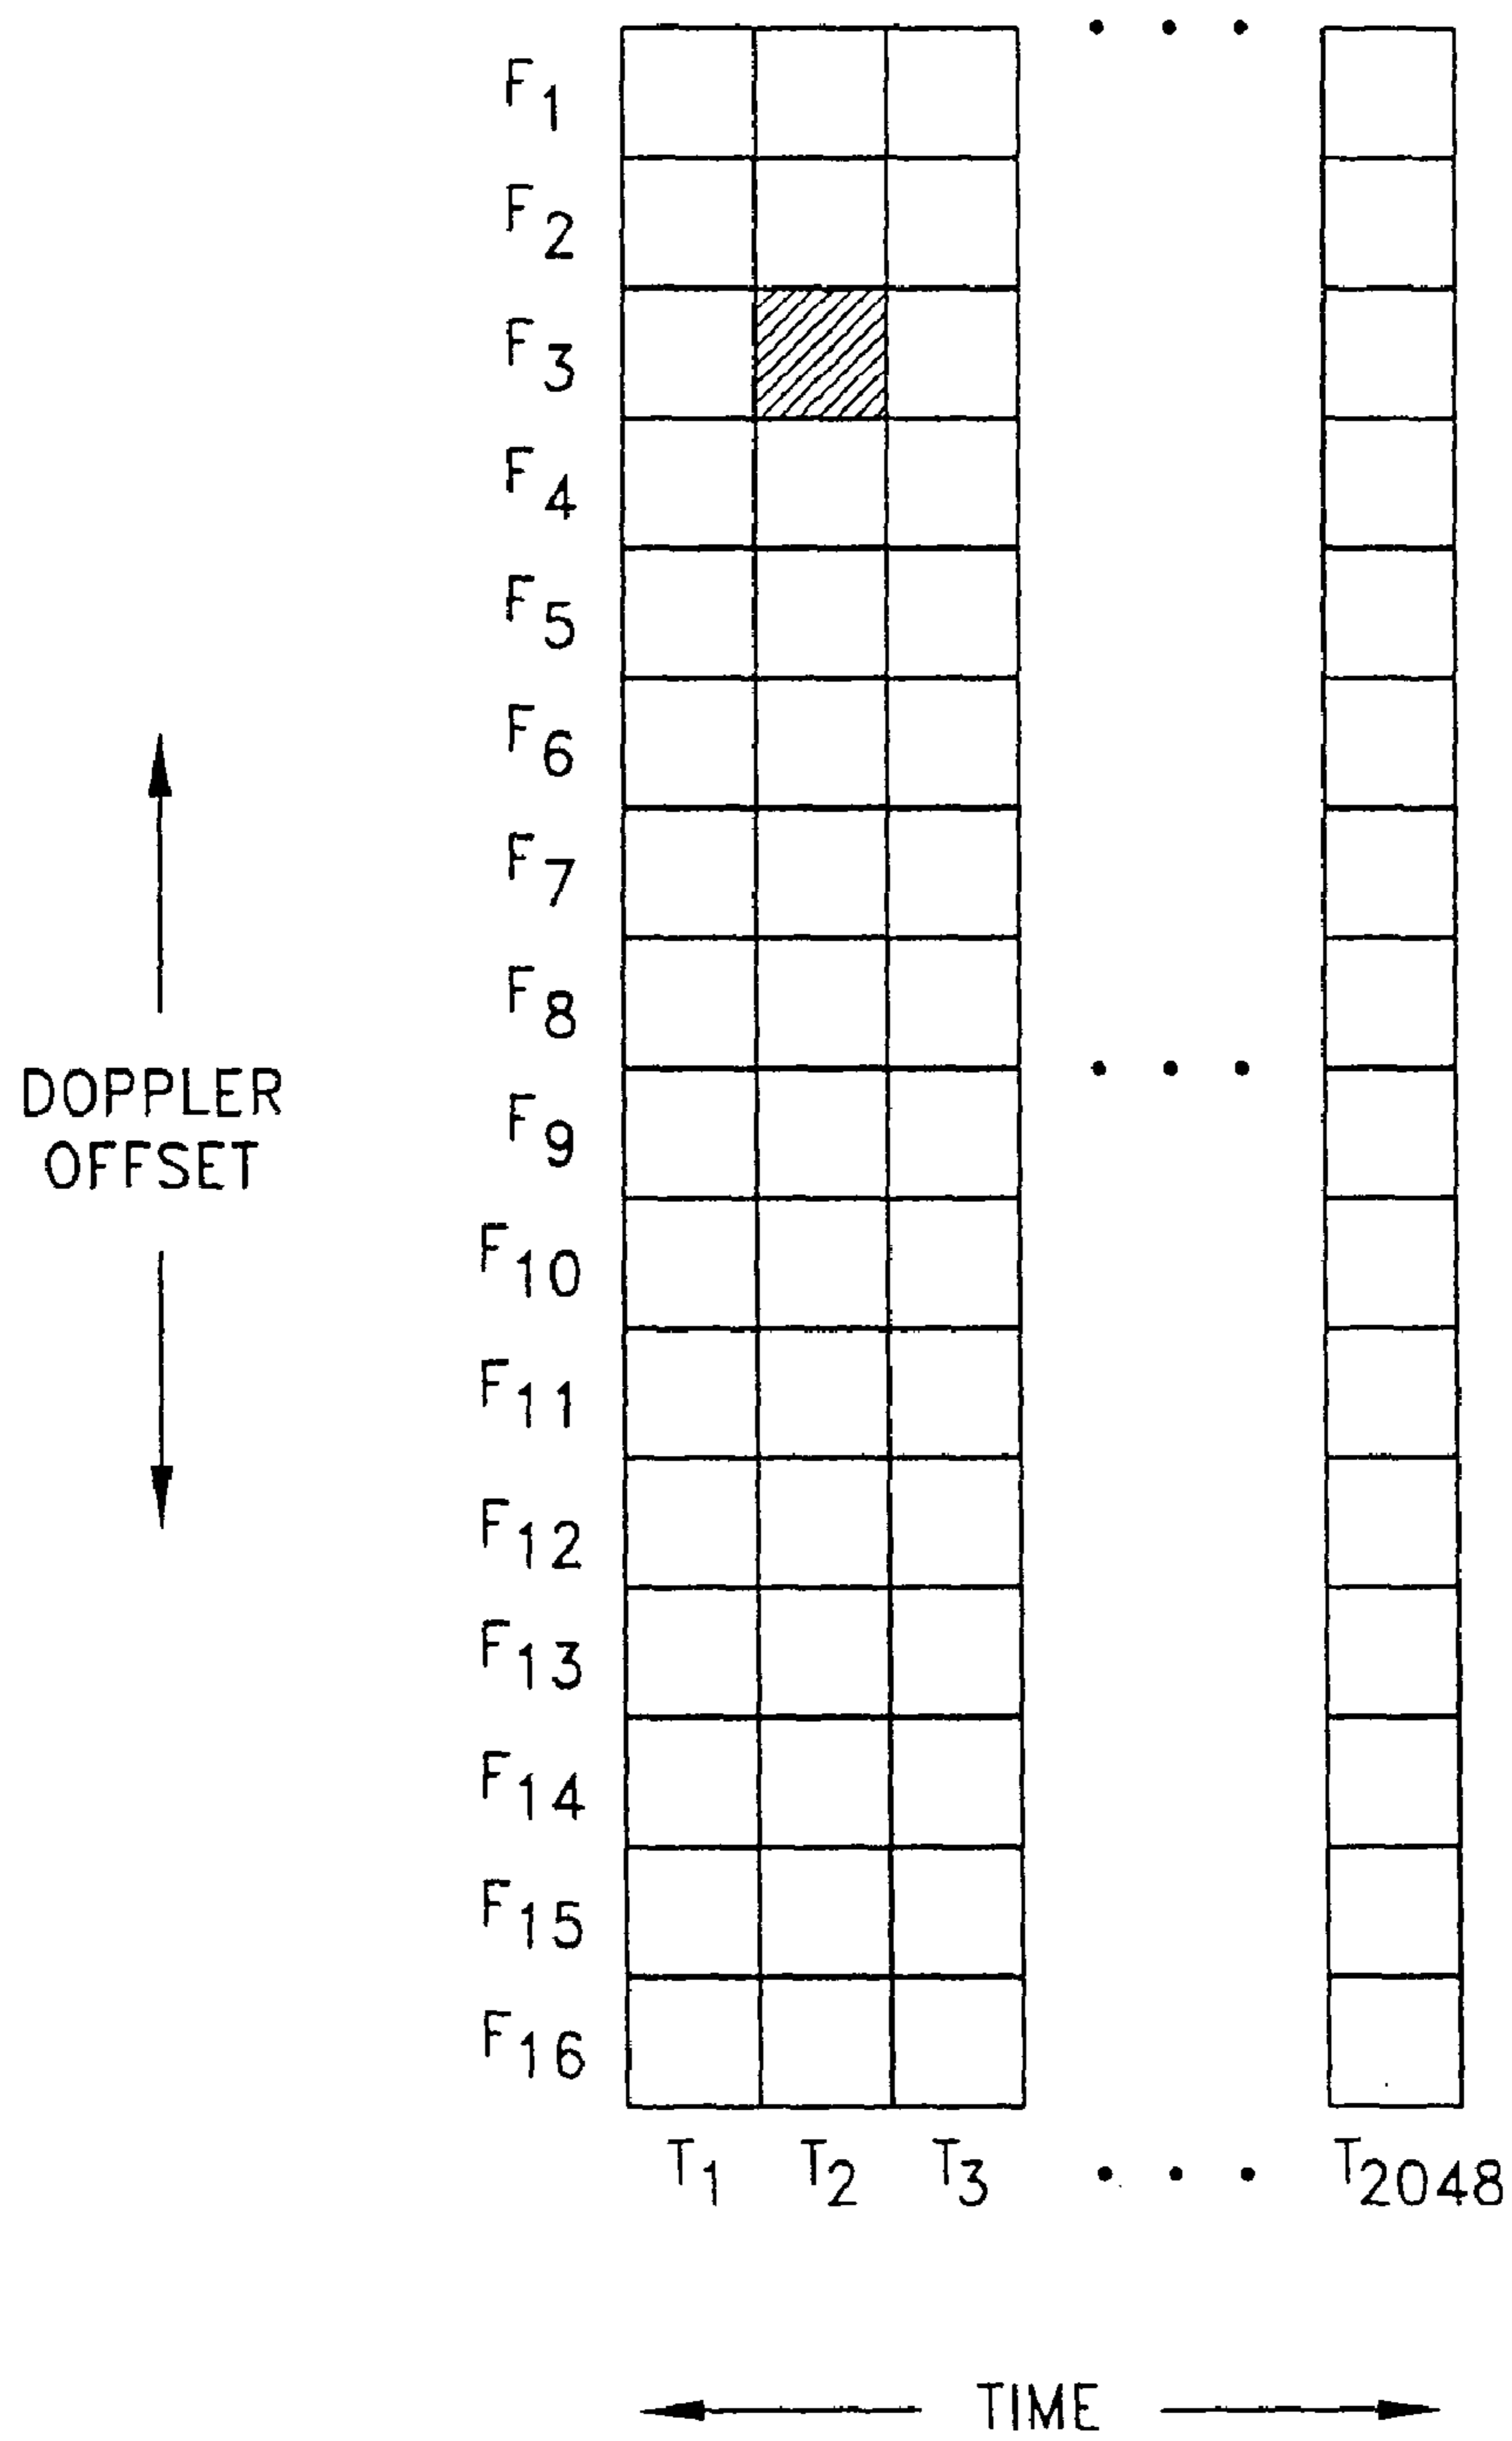 F1
F2
F3
F4
F5
F6
F7
F8
F9
F10
F11
F12
F13
F14
F15
F16
DOPPLER
OFFSET
T1 T2 T3 . . . T2048
TIME